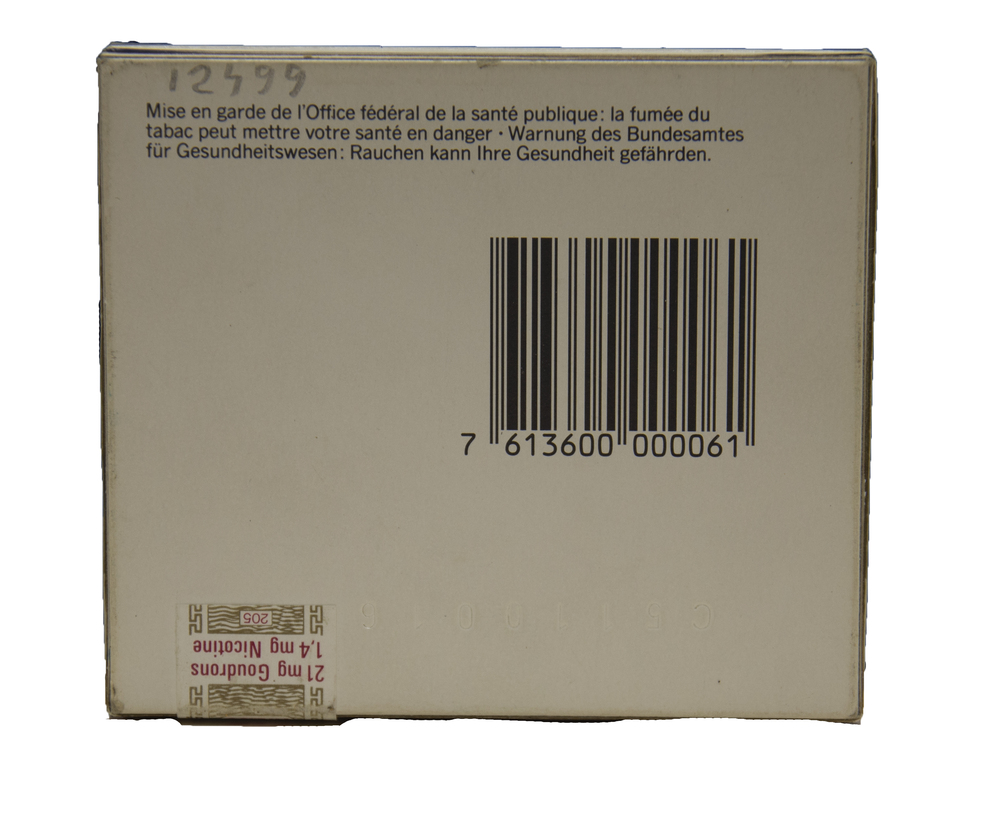 12499
Mise en garde de l'Office fédéral de la santé publique: la fumée du
tabac peut mettre votre santé en danger · Warnung des Bundesamtes
für Gesundheitswesen: Rauchen kann Ihre Gesundheit gefährden.
7 613600 000061
21 mg Goudrons
1,4 mg Nicotine
205